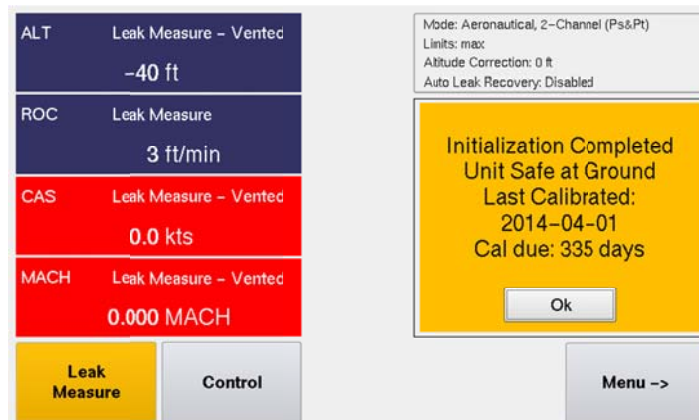 ALT Leak Measure - Vented
-40 ft
ROC Leak Measure
3 ft/min
CAS Leak Measure - Vented
0.0 kts
MACH Leak Measure - Vented
0.000 MACH
Leak
Measure
Control
Mode: Aeronautical, 2-Channel (Ps&Pt)
Limits: max
Altitude Correction: 0 ft
Auto Leak Recovery: Disabled
Initialization Completed
Unit Safe at Ground
Last Calibrated:
2014-04-01
Cal due: 335 days
Ok
Menu ->